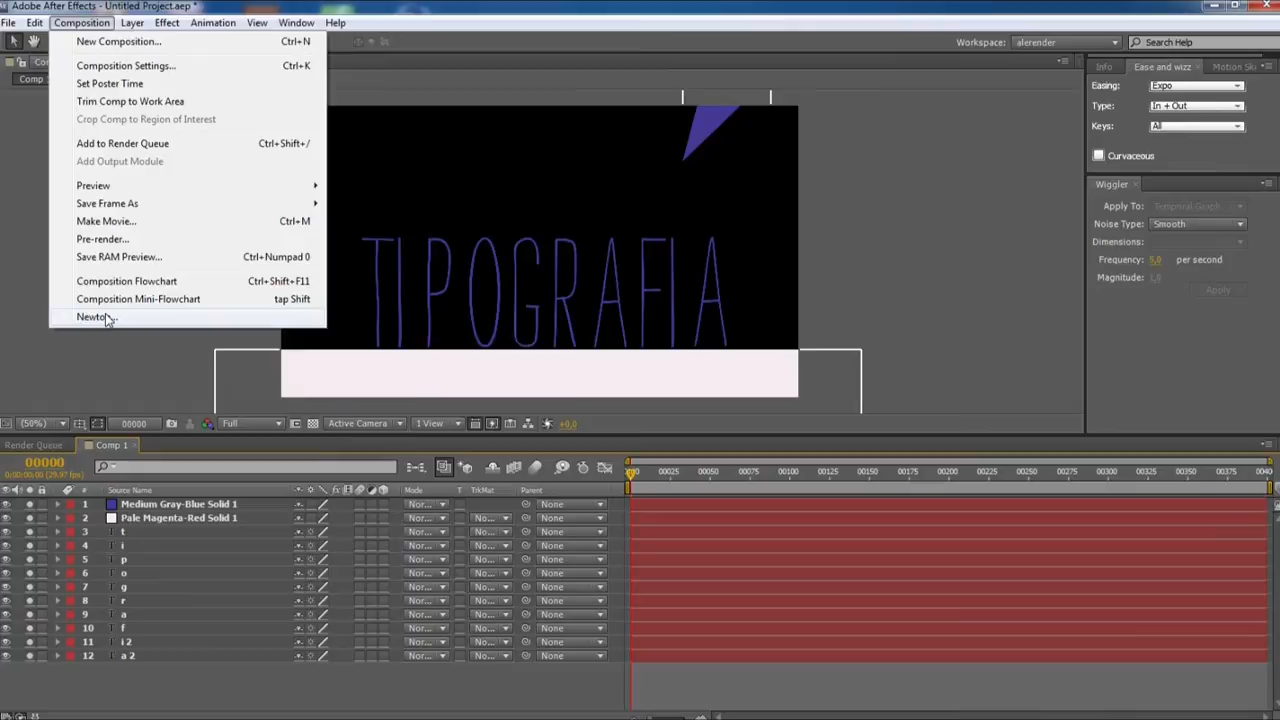 Adobe After Effects - Untitled Project.aep *
File Edit Composition Layer Effect Animation View Window Help
Workspace: alerender Search Help
New Composition... Ctrl+N
Composition Settings... Ctrl+K
Set Poster Time
Trim Comp to Work Area
Crop Comp to Region of Interest
Add to Render Queue Ctrl+Shift+/
Add Output Module
Preview
Save Frame As
Make Movie... Ctrl+M
Pre-render...
Save RAM Preview... Ctrl+Numpad 0
Composition Flowchart Ctrl+Shift+F11
Composition Mini-Flowchart tap Shift
Comp
TIPOGRAFIA
Info Ease and wizz Motion Sk
Easing: Expo
Type: In + Out
Keys: All
Curvaceous
Wiggler
Apply To: Temporal Graph
Noise Type: Smooth
Dimensions:
Frequency: 5,0 per second
Magnitude: 1,0
Apply
(50%) 00000 Full Active Camera 1 View +0,0
Render Queue Comp 1
00000
0:00:00:00 (29.97 fps)
00025 00050 00075 00100 00125 00150 00175 00200 00225 00250 00275 00300 00325 00350 00375 0040
# Source Name Mode T TrkMat Parent
1 Medium Gray-Blue Solid 1 Nor... None
2 Pale Magenta-Red Solid 1 Nor... No... None
3 t Nor... No... None
4 i Nor... No... None
5 p Nor... No... None
6 o Nor... No... None
7 g Nor... No... None
8 r Nor... No... None
9 a Nor... No... None
10 f Nor... No... None
11 i 2 Nor... No... None
12 a 2 Nor... No... None